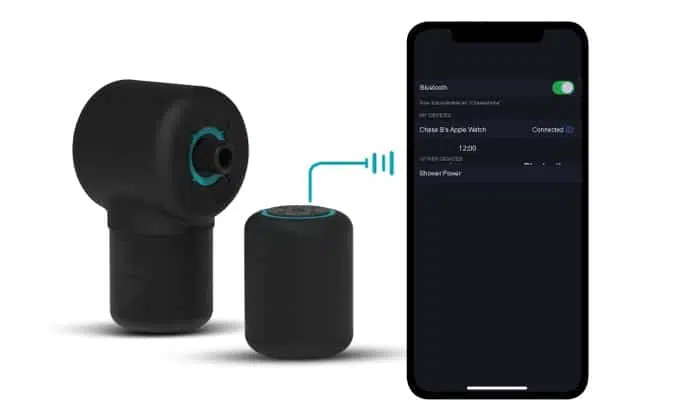 Bluetooth
MY DEVICES
Chase B's Apple Watch Connected
12:00
OTHER DEVICES
Shower Power